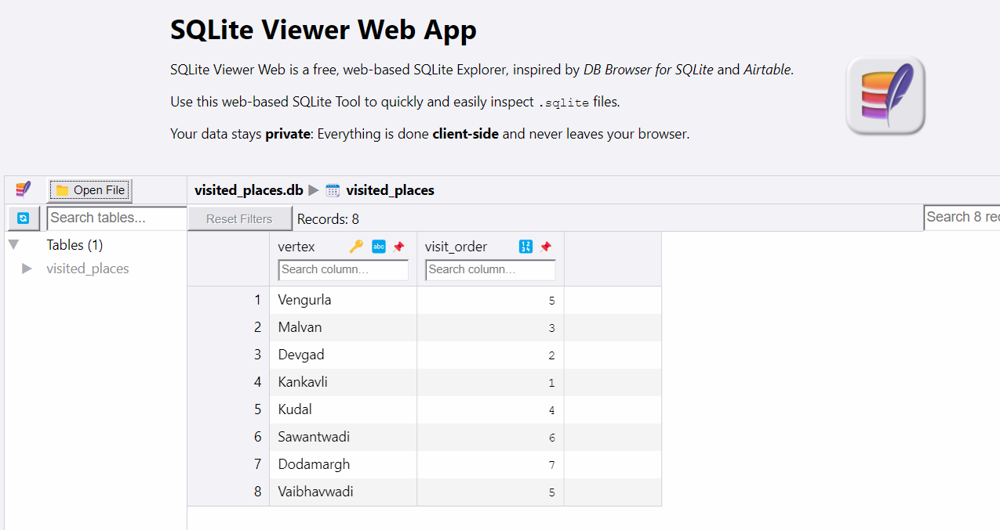 SQLite Viewer Web App
SQLite Viewer Web is a free, web-based SQLite Explorer, inspired by DB Browser for SQLite and Airtable.
Use this web-based SQLite Tool to quickly and easily inspect .sqlite files.
Your data stays private: Everything is done client-side and never leaves your browser.
Open File visited_places.db ▶ visited_places
Search tables... Reset Filters Records: 8 Search 8 rec
Tables (1) vertex abc visit_order 1234
visited_places Search column... Search column...
1 Vengurla 5
2 Malvan 3
3 Devgad 2
4 Kankavli 1
5 Kudal 4
6 Sawantwadi 6
7 Dodamargh 7
8 Vaibhavwadi 5